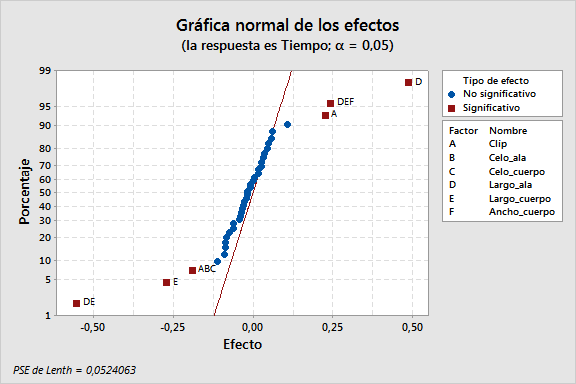 Gráfica normal de los efectos
(la respuesta es Tiempo; α = 0,05)
Porcentaje
99
95
90
80
70
60
50
40
30
20
10
5
1
D
DEF
A
ABC
E
DE
-0,50
-0,25
0,00
0,25
0,50
Efecto
Tipo de efecto
No significativo
Significativo
Factor Nombre
A Clip
B Celo_ala
C Celo_cuerpo
D Largo_ala
E Largo_cuerpo
F Ancho_cuerpo
PSE de Lenth = 0,0524063